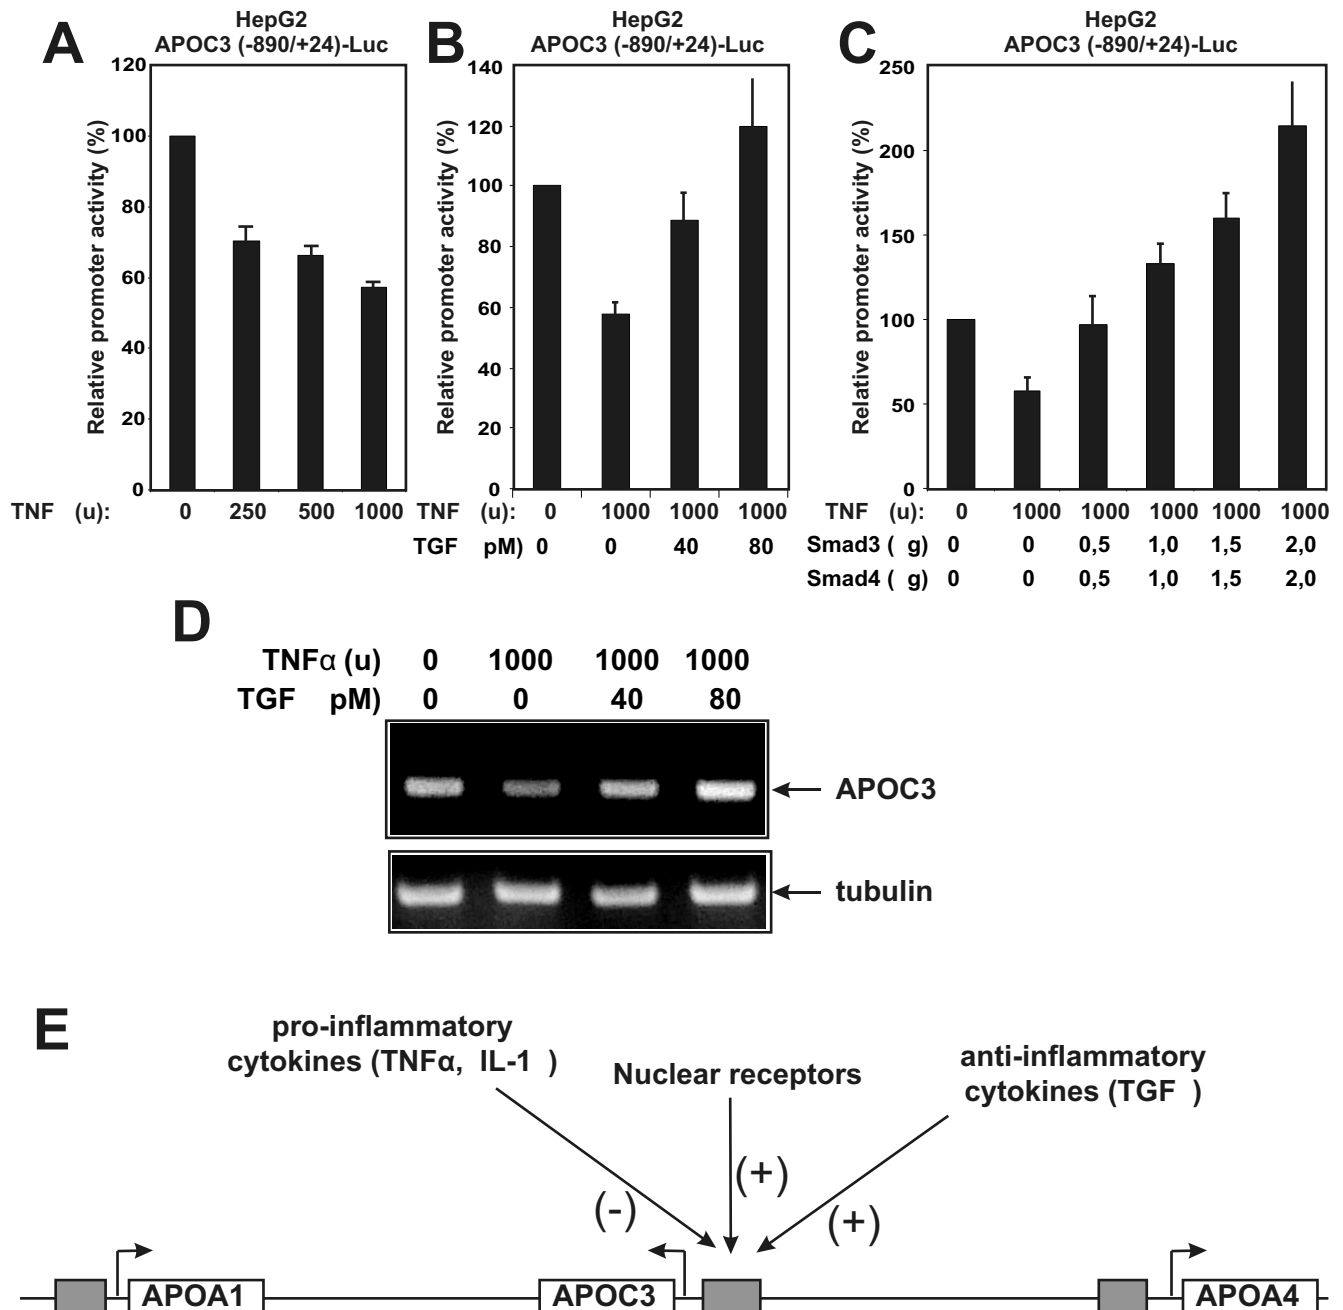 A
HepG2
APOC3 (-890/+24)-Luc
Relative promoter activity (%)
120
100
80
60
40
20
0
TNF (u): 0 250 500 1000
B
HepG2
APOC3 (-890/+24)-Luc
Relative promoter activity (%)
140
120
100
80
60
40
20
0
TNF (u): 0 1000 1000 1000
TGF pM) 0 0 40 80
C
HepG2
APOC3 (-890/+24)-Luc
Relative promoter activity (%)
250
200
150
100
50
0
TNF (u): 0 1000 1000 1000 1000 1000
Smad3 ( g) 0 0 0,5 1,0 1,5 2,0
Smad4 ( g) 0 0 0,5 1,0 1,5 2,0
D
TNFα (u) 0 1000 1000 1000
TGF pM) 0 0 40 80
APOC3
tubulin
E
pro-inflammatory
cytokines (TNFα, IL-1 )
Nuclear receptors
anti-inflammatory
cytokines (TGF )
(-)
(+)
(+)
APOA1
APOC3
APOA4